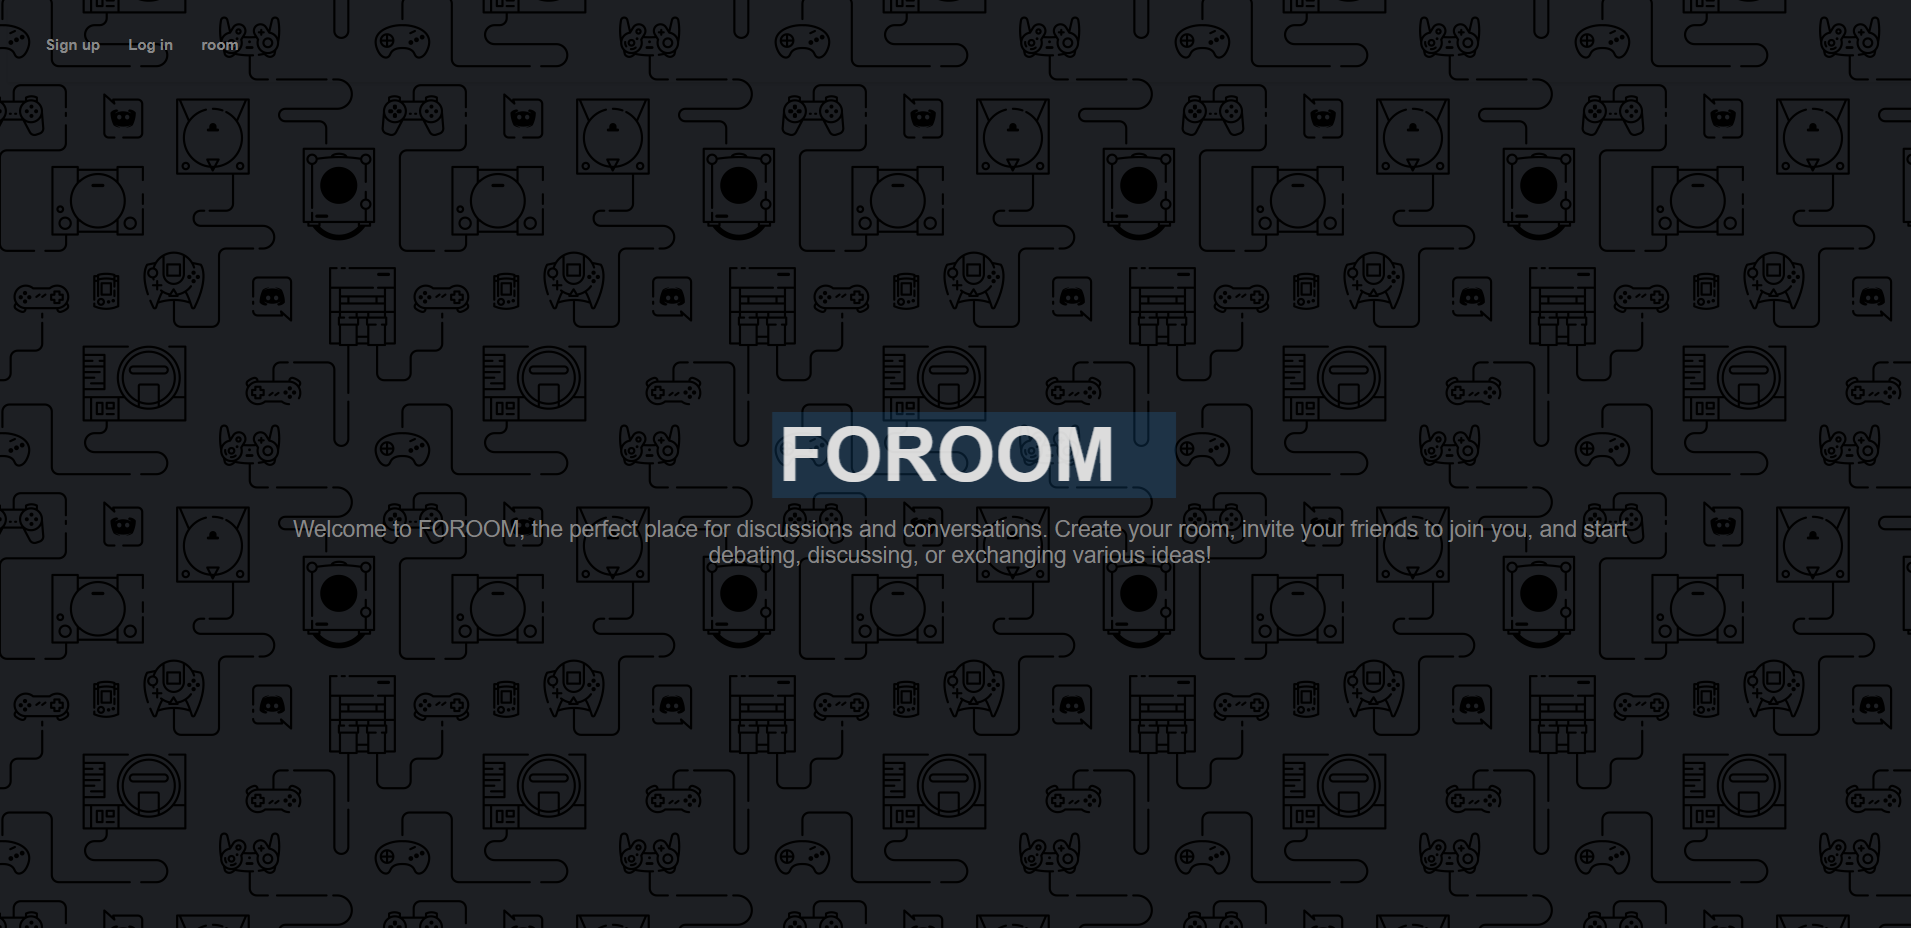 Sign up Log in room
FOROOM
Welcome to FOROOM, the perfect place for discussions and conversations. Create your room, invite your friends to join you, and start
debating, discussing, or exchanging various ideas!